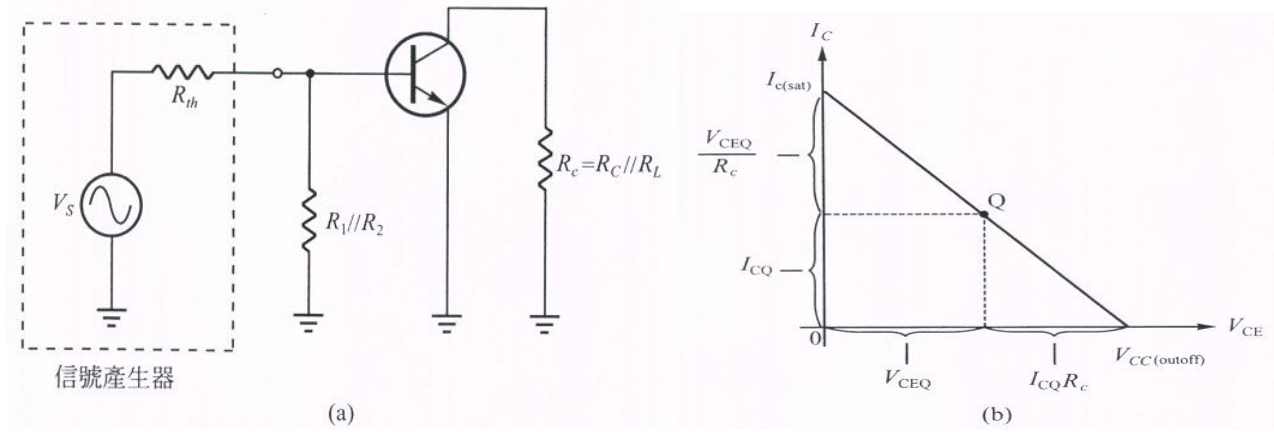 R_th
V_S
R_1//R_2
R_c=R_C//R_L
信號產生器
(a)
I_C
I_c(sat)
V_CEQ
R_c
Q
I_CQ
0
V_CE
V_CEQ
I_CQ R_c
V_CC(outoff)
(b)